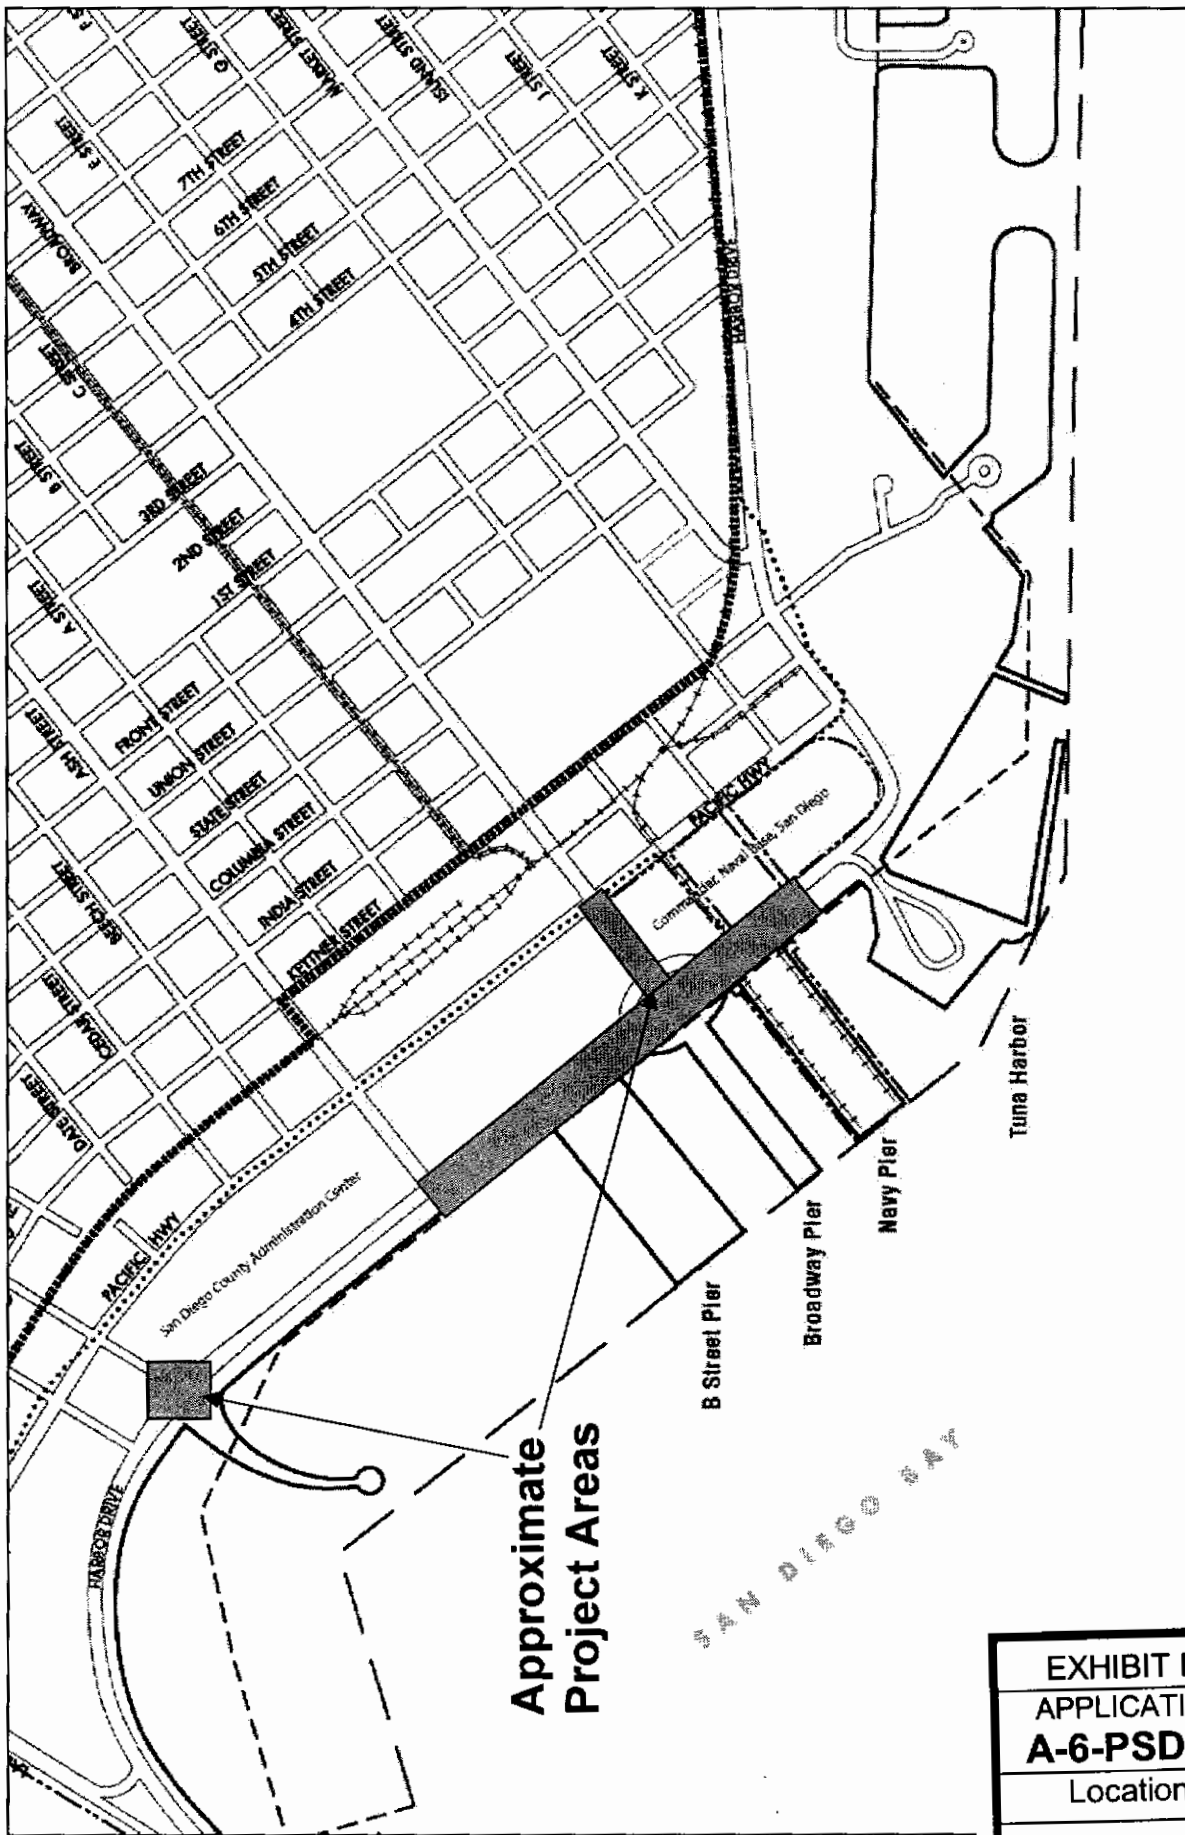 F STREET
G STREET
MARKET STREET
ISLAND STREET
J STREET
K STREET
E STREET
7TH STREET
6TH STREET
5TH STREET
4TH STREET
BROADWAY
C STREET
B STREET
3RD STREET
2ND STREET
1ST STREET
A STREET
HARBOR DRIVE
ASH STREET
FRONT STREET
UNION STREET
STATE STREET
COLUMBIA STREET
INDIA STREET
KETTNER STREET
BEECH STREET
CEDAR STREET
DATE STREET
PACIFIC HWY
Commander, Naval Base, San Diego
PACIFIC HWY
San Diego County Administration Center
HARBOR DRIVE
B Street Pier
Broadway Pier
Navy Pier
Tuna Harbor
Approximate
Project Areas
SAN DIEGO BAY
EXHIBIT
APPLICATI
A-6-PSD
Location